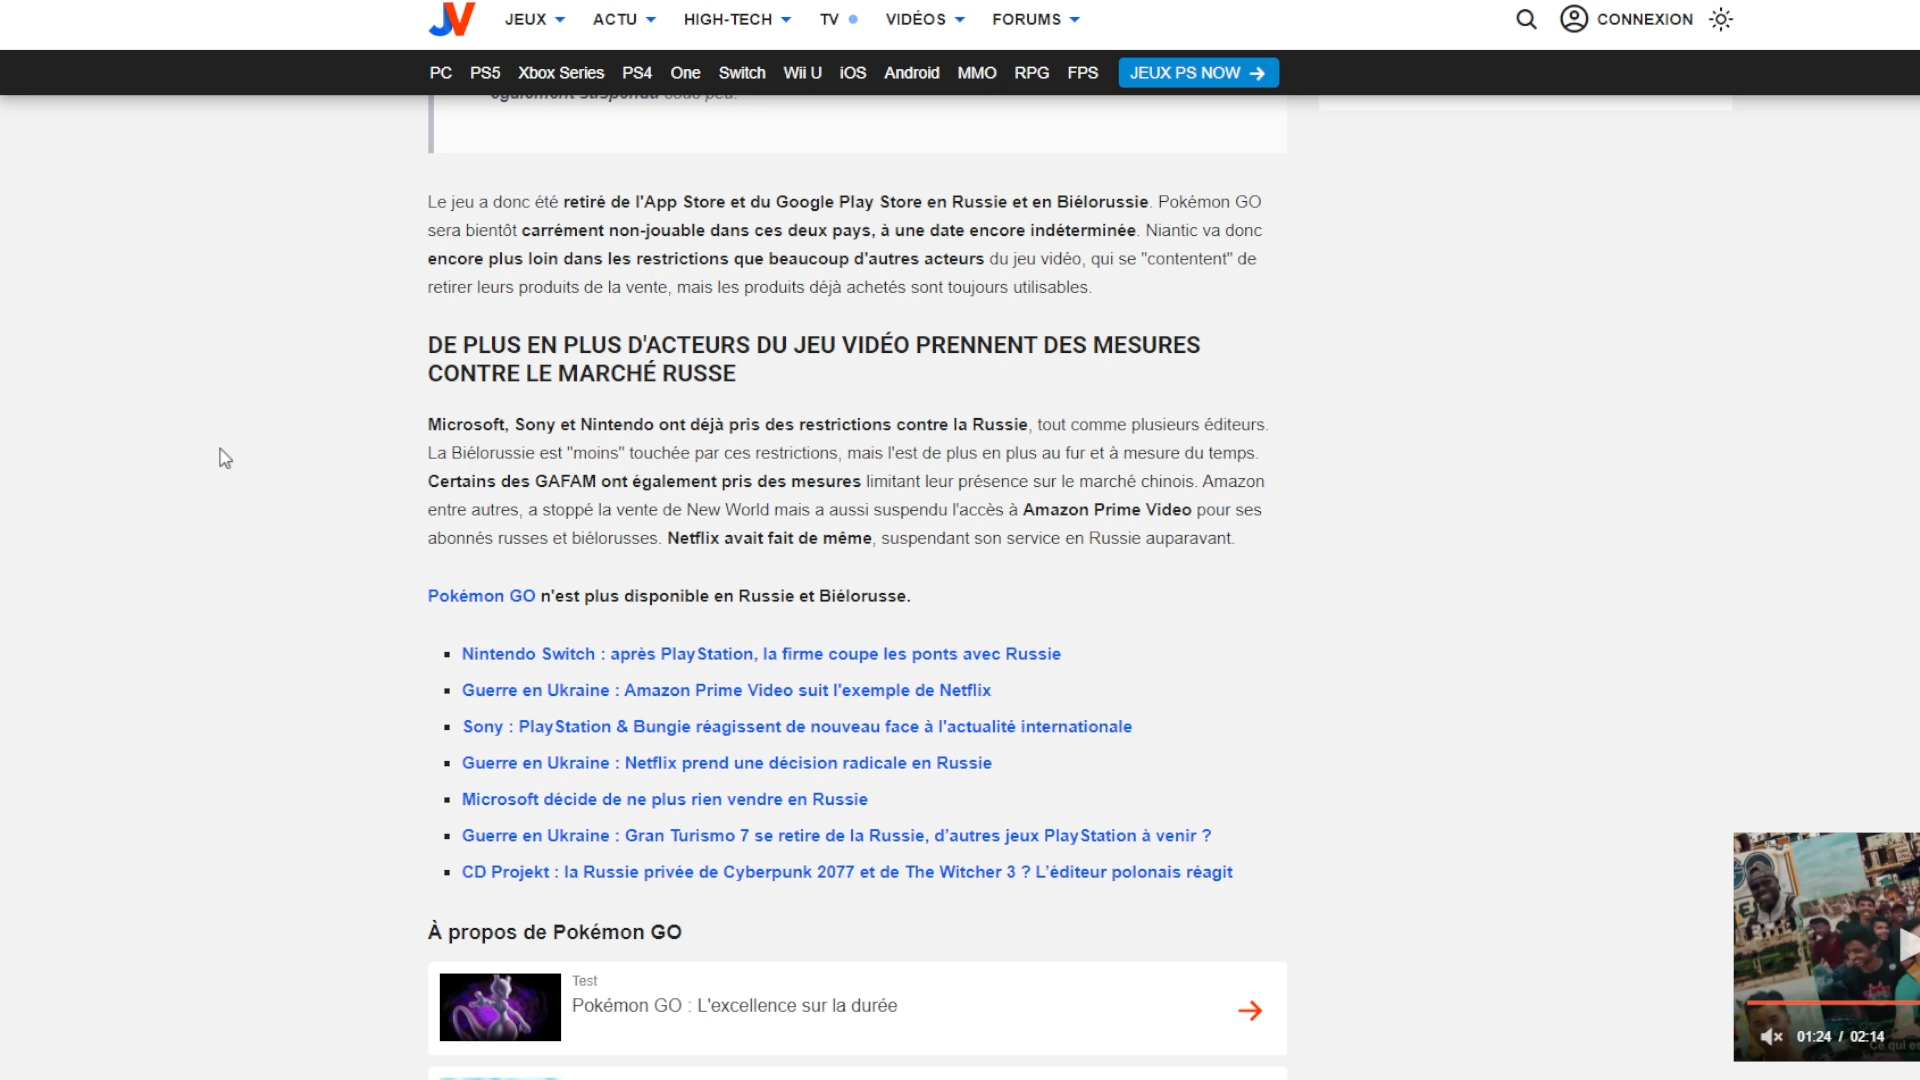 JV JEUX ACTU HIGH-TECH TV VIDÉOS FORUMS CONNEXION
PC PS5 Xbox Series PS4 One Switch Wii U iOS Android MMO RPG FPS JEUX PS NOW →
également suspendu sous peu.
Le jeu a donc été retiré de l'App Store et du Google Play Store en Russie et en Biélorussie. Pokémon GO
sera bientôt carrément non-jouable dans ces deux pays, à une date encore indéterminée. Niantic va donc
encore plus loin dans les restrictions que beaucoup d'autres acteurs du jeu vidéo, qui se "contentent" de
retirer leurs produits de la vente, mais les produits déjà achetés sont toujours utilisables.
DE PLUS EN PLUS D'ACTEURS DU JEU VIDÉO PRENNENT DES MESURES
CONTRE LE MARCHÉ RUSSE
Microsoft, Sony et Nintendo ont déjà pris des restrictions contre la Russie, tout comme plusieurs éditeurs.
La Biélorussie est "moins" touchée par ces restrictions, mais l'est de plus en plus au fur et à mesure du temps.
Certains des GAFAM ont également pris des mesures limitant leur présence sur le marché chinois. Amazon
entre autres, a stoppé la vente de New World mais a aussi suspendu l'accès à Amazon Prime Video pour ses
abonnés russes et biélorusses. Netflix avait fait de même, suspendant son service en Russie auparavant.
Pokémon GO n'est plus disponible en Russie et Biélorusse.
▪ Nintendo Switch : après PlayStation, la firme coupe les ponts avec Russie
▪ Guerre en Ukraine : Amazon Prime Video suit l'exemple de Netflix
▪ Sony : PlayStation & Bungie réagissent de nouveau face à l'actualité internationale
▪ Guerre en Ukraine : Netflix prend une décision radicale en Russie
▪ Microsoft décide de ne plus rien vendre en Russie
▪ Guerre en Ukraine : Gran Turismo 7 se retire de la Russie, d’autres jeux PlayStation à venir ?
▪ CD Projekt : la Russie privée de Cyberpunk 2077 et de The Witcher 3 ? L’éditeur polonais réagit
À propos de Pokémon GO
Test
Pokémon GO : L'excellence sur la durée
01:24 / 02:14
Ce qui es